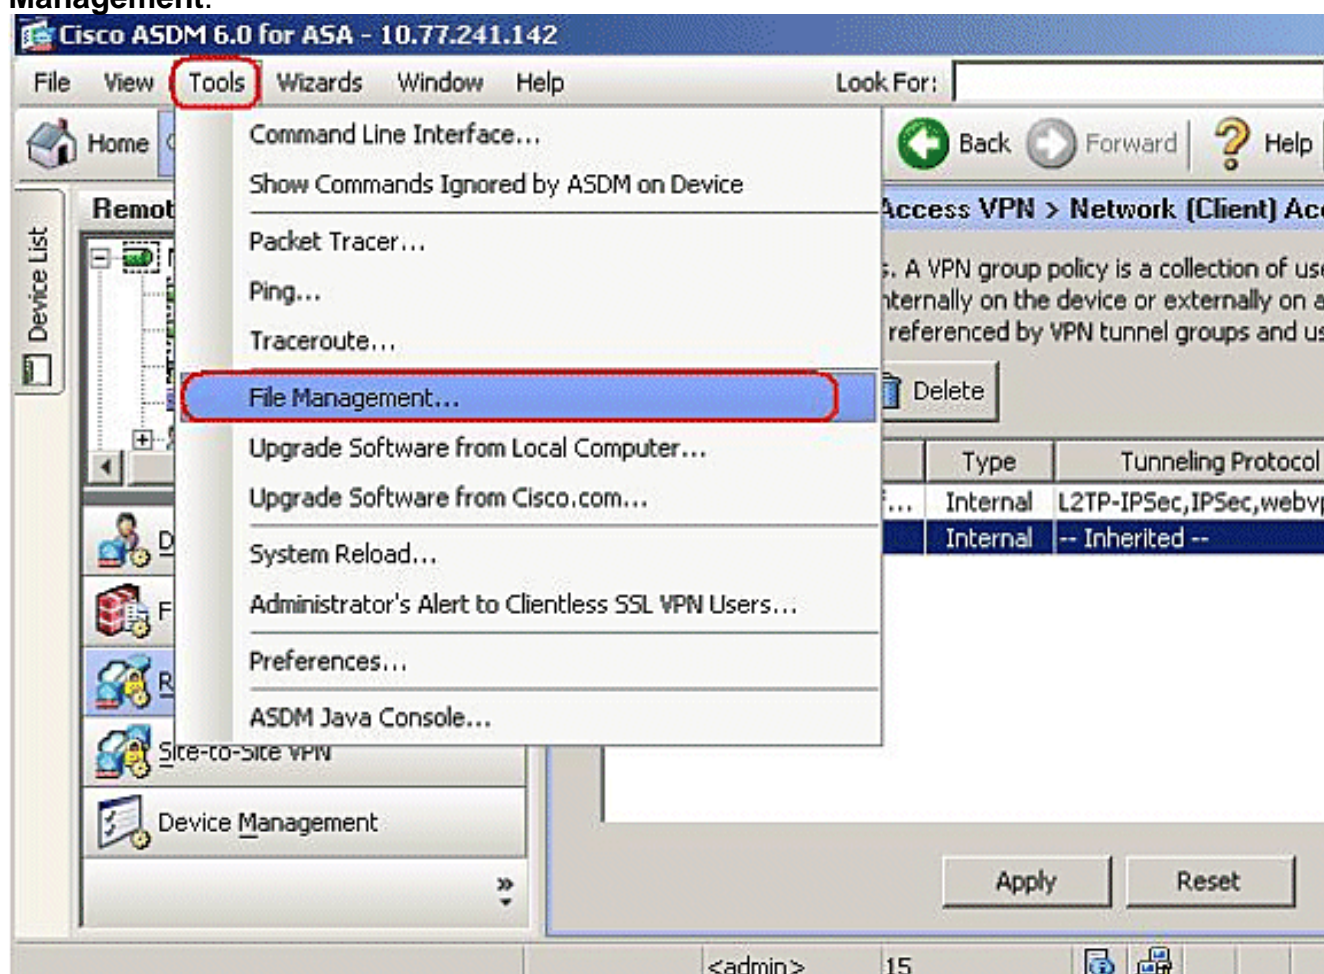 Management.
Cisco ASDM 6.0 for ASA - 10.77.241.142
File View Tools Wizards Window Help Look For:
Home Back Forward Help
Command Line Interface...
Show Commands Ignored by ASDM on Device
Packet Tracer...
Ping...
Traceroute...
File Management...
Upgrade Software from Local Computer...
Upgrade Software from Cisco.com...
System Reload...
Administrator's Alert to Clientless SSL VPN Users...
Preferences...
ASDM Java Console...
Device List
Remot
Access VPN > Network (Client) Acc
s. A VPN group policy is a collection of use
nternally on the device or externally on a
referenced by VPN tunnel groups and us
Delete
Type Tunneling Protocol
... Internal L2TP-IPSec,IPSec,webvp
Internal -- Inherited --
D
F
R
Site-to-Site VPN
Device Management
»
Apply Reset
<admin> 15